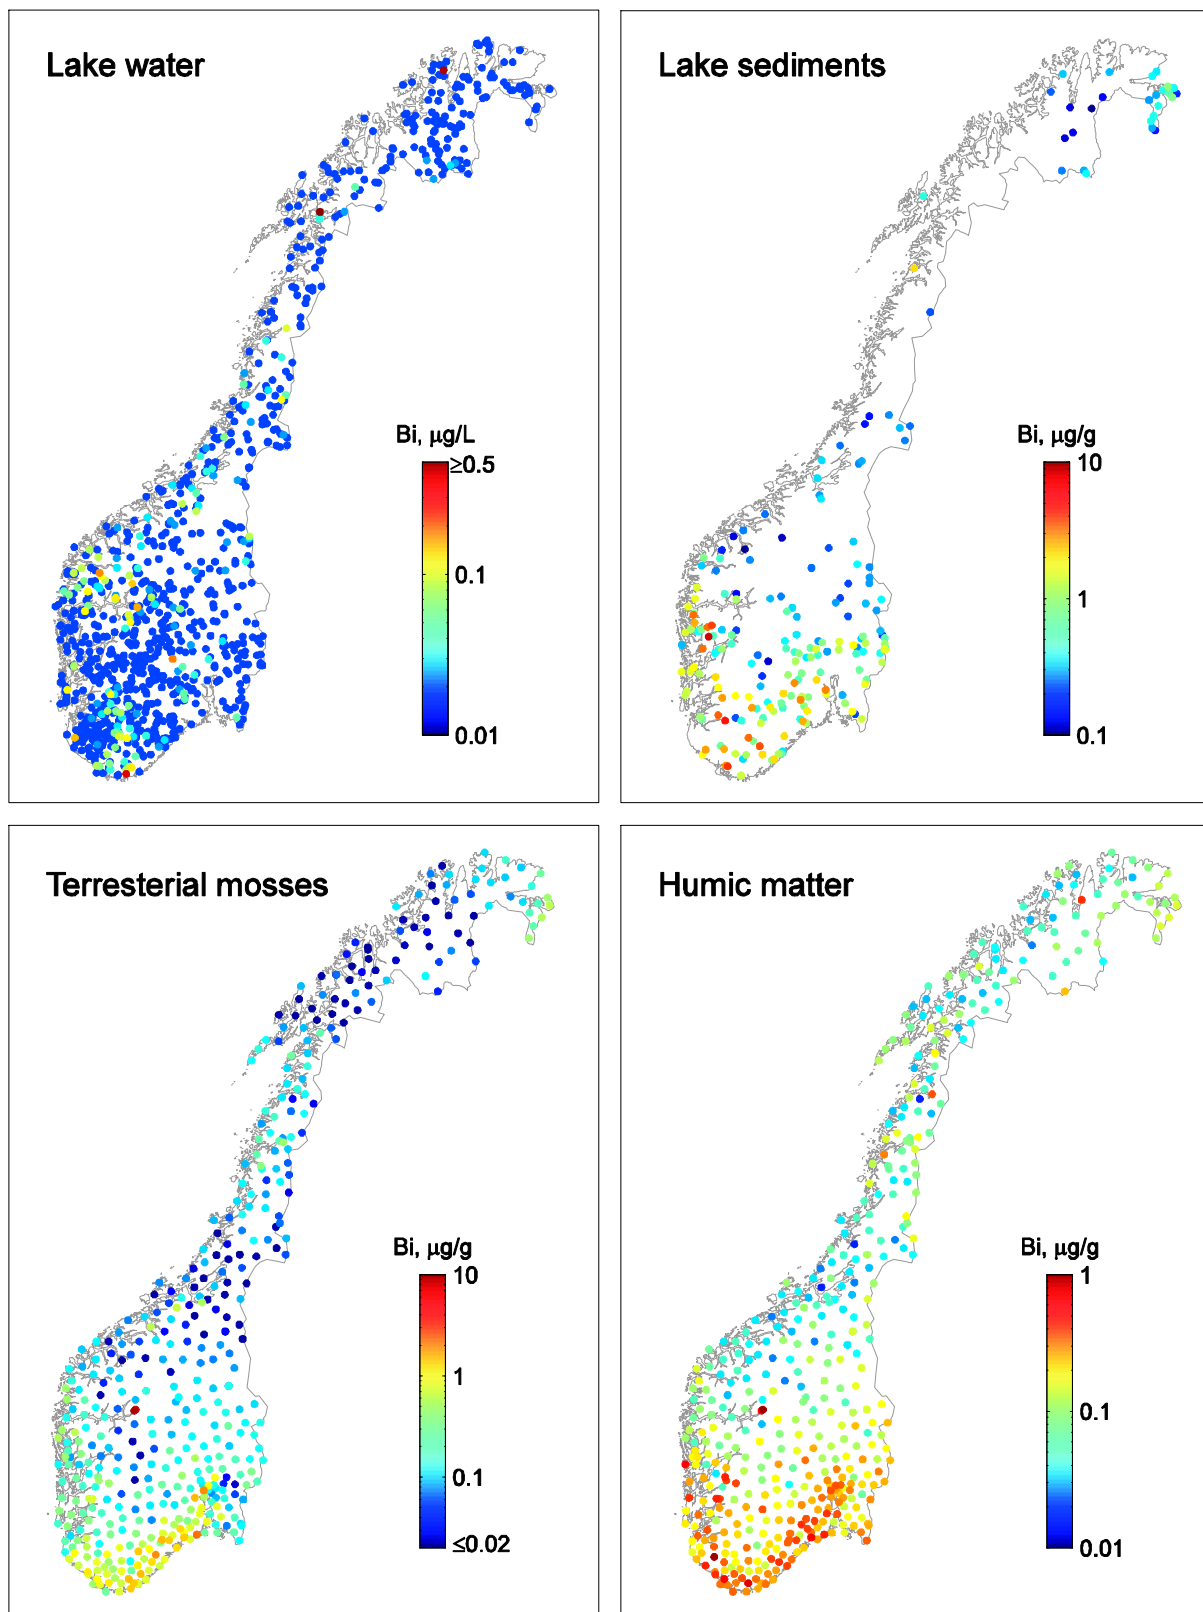 Lake water
Bi, μg/L
≥0.5
0.1
0.01
Lake sediments
Bi, μg/g
10
1
0.1
Terresterial mosses
Bi, μg/g
10
1
0.1
≤0.02
Humic matter
Bi, μg/g
1
0.1
0.01